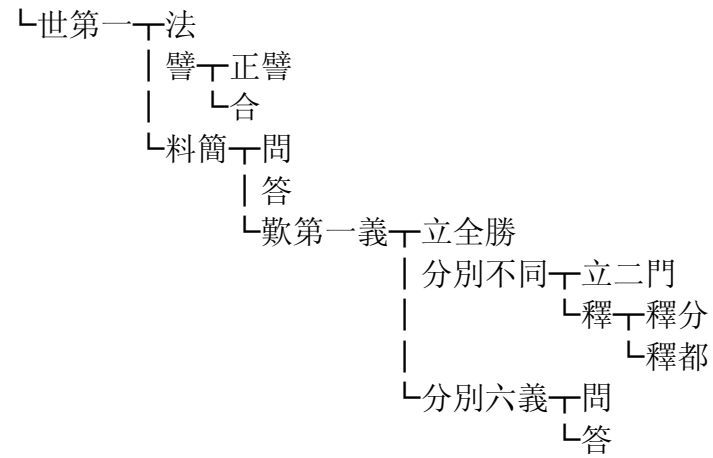 └世第一┬法
｜譬┬正譬
｜ └合
└料簡┬問
｜答
└歎第一義┬立全勝
｜分別不同┬立二門
｜ └釋┬釋分
｜ └釋都
└分別六義┬問
└答